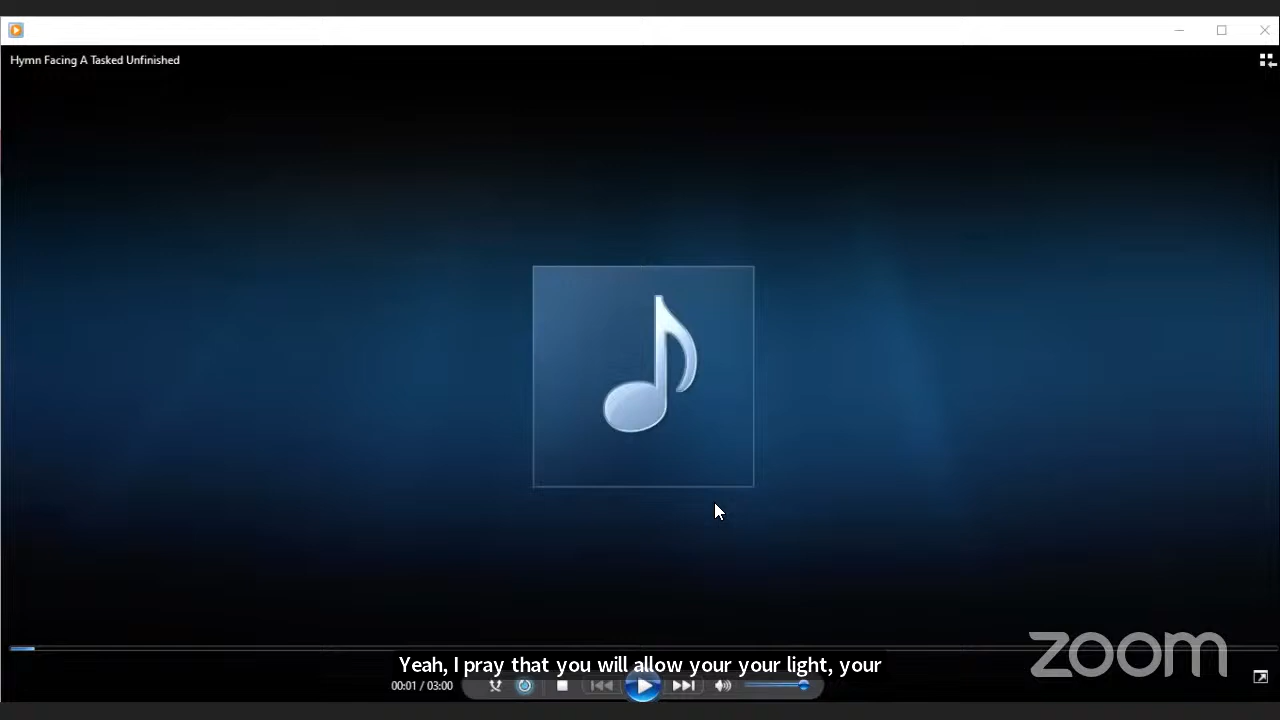 Hymn Facing A Tasked Unfinished
zoom
Yeah, I pray that you will allow your your light, your
00:01 / 03:00